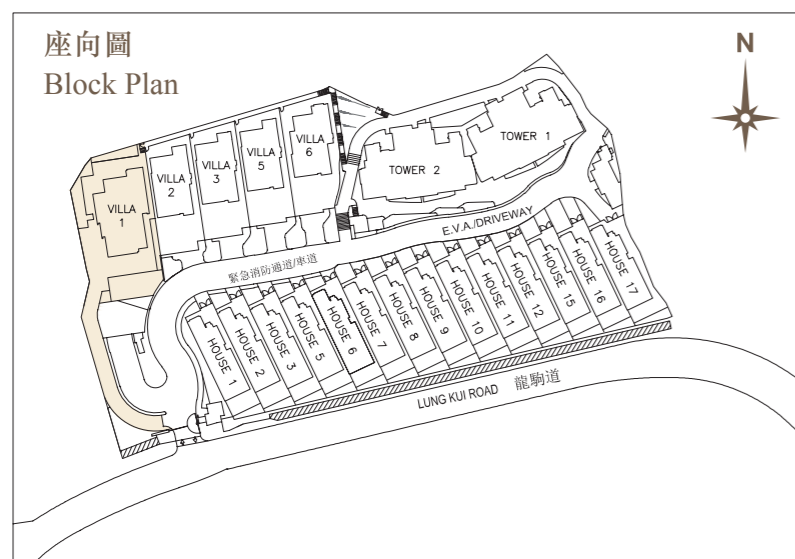 座向圖
Block Plan
N
VILLA
1
VILLA
2
VILLA
3
VILLA
5
VILLA
6
TOWER 2
TOWER 1
E.V.A./DRIVEWAY
緊急消防通道/車道
HOUSE 1
HOUSE 2
HOUSE 3
HOUSE 5
HOUSE 6
HOUSE 7
HOUSE 8
HOUSE 9
HOUSE 10
HOUSE 11
HOUSE 12
HOUSE 15
HOUSE 16
HOUSE 17
LUNG KUI ROAD 龍駒道